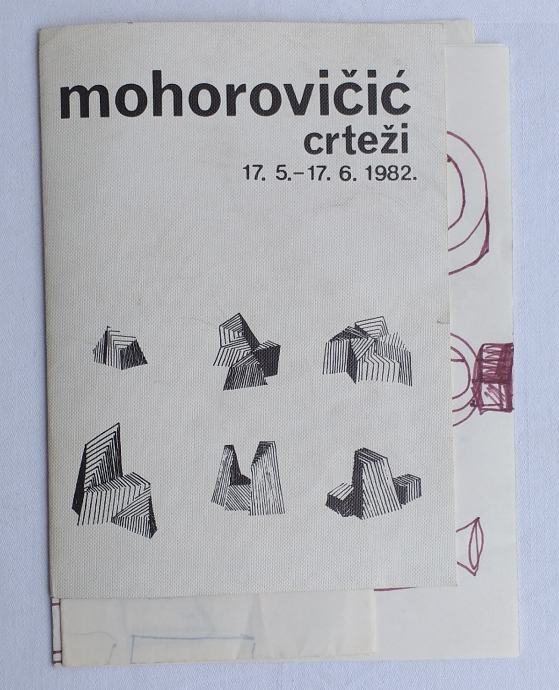 mohorovičić
crteži
17. 5.–17. 6. 1982.